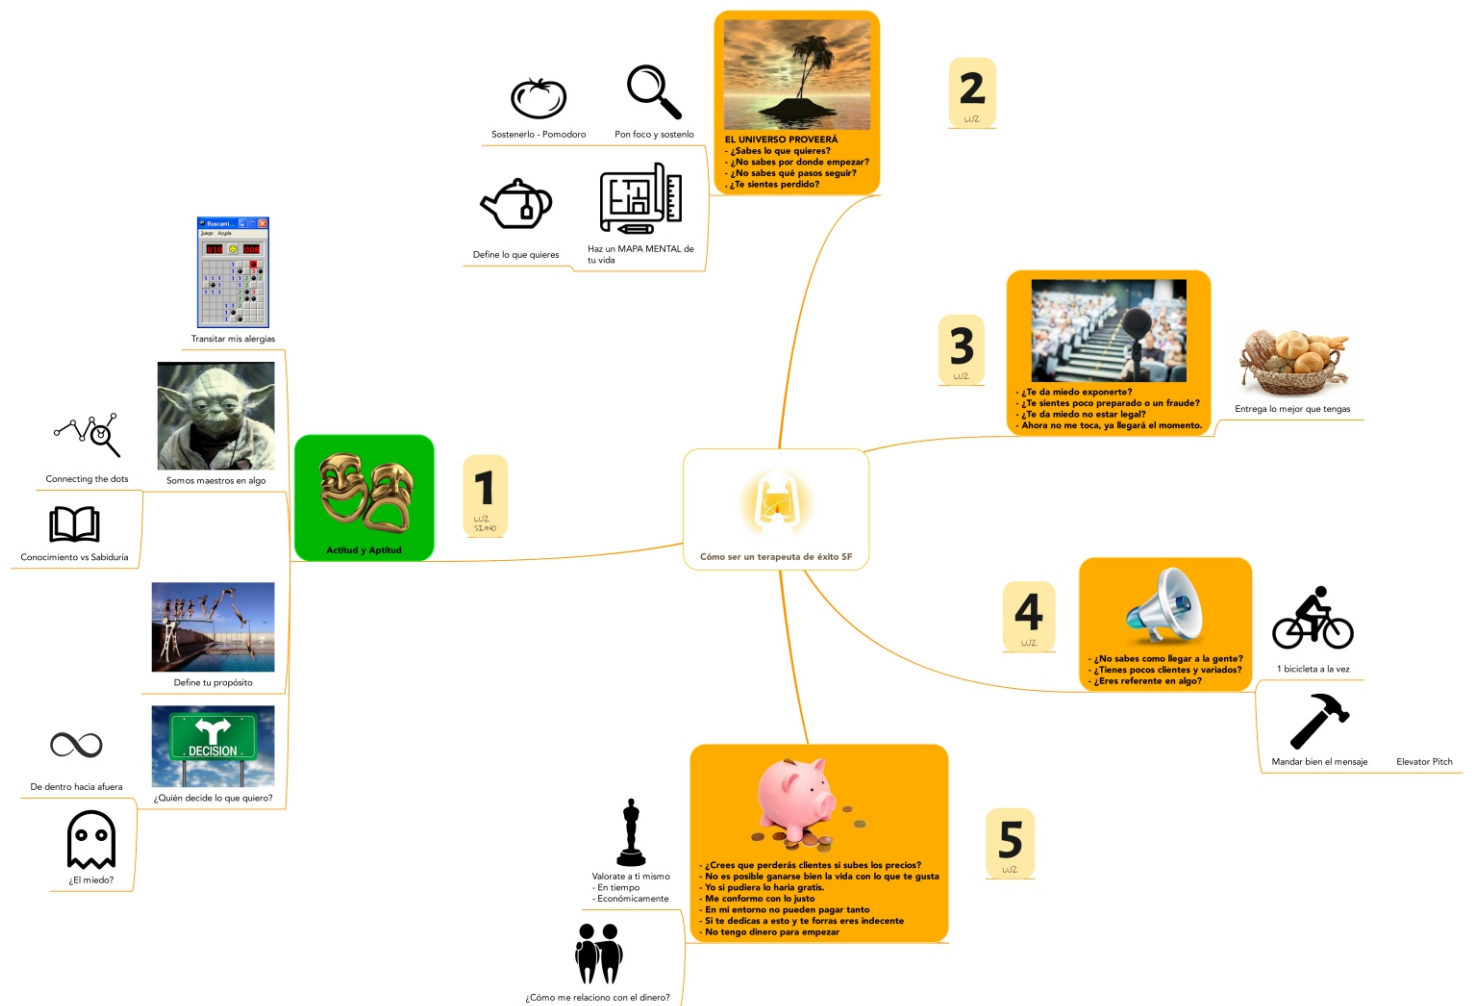 Cómo ser un terapeuta de éxito SF
1
LUZ
Actitud y Aptitud
Buscami...
Juego Ayuda
010
008
Transitar mis alergias
Somos maestros en algo
Connecting the dots
Conocimiento vs Sabiduría
Define tu propósito
DECISION
¿Quién decide lo que quiero?
De dentro hacia afuera
¿El miedo?
2
LUZ
EL UNIVERSO PROVEERÁ
- ¿Sabes lo que quieres?
- ¿No sabes por donde empezar?
- ¿No sabes qué pasos seguir?
. ¿Te sientes perdido?
Pon foco y sostenlo
Sostenerlo - Pomodoro
Haz un MAPA MENTAL de
tu vida
Define lo que quieres
3
LUZ
- ¿Te da miedo exponerte?
- ¿Te sientes poco preparado o un fraude?
- ¿Te da miedo no estar legal?
- Ahora no me toca, ya llegará el momento.
Entrega lo mejor que tengas
4
LUZ
- ¿No sabes como llegar a la gente?
- ¿Tienes pocos clientes y variados?
- ¿Eres referente en algo?
1 bicicleta a la vez
Mandar bien el mensaje
Elevator Pitch
5
LUZ
- ¿Crees que perderás clientes si subes los precios?
- No es posible ganarse bien la vida con lo que te gusta
- Yo si pudiera lo haría gratis.
- Me conformo con lo justo
- En mi entorno no pueden pagar tanto
- Si te dedicas a esto y te forras eres indecente
- No tengo dinero para empezar
Valorate a ti mismo
- En tiempo
- Económicamente
¿Cómo me relaciono con el dinero?